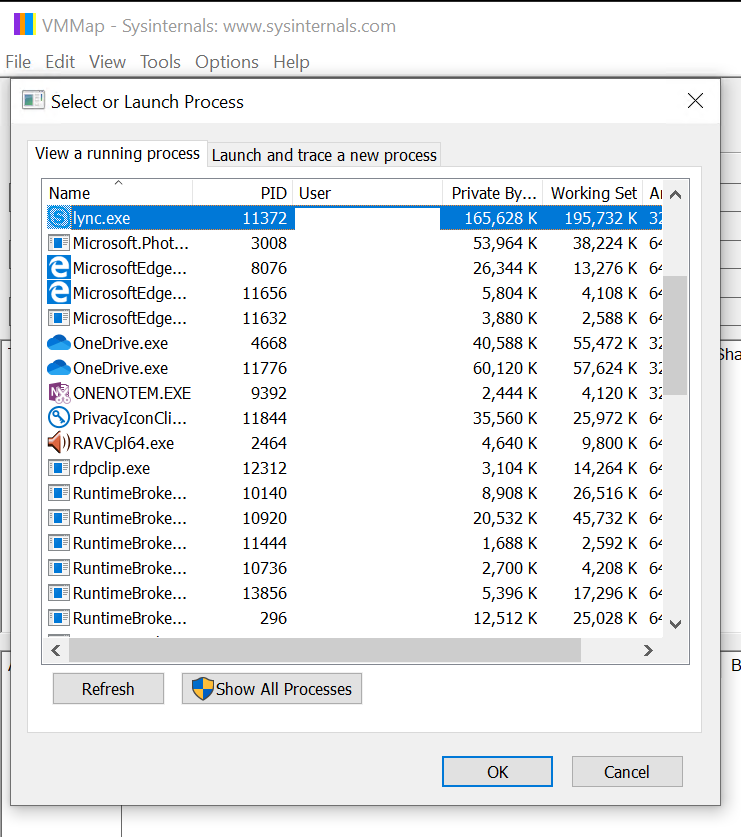 VMMap - Sysinternals: www.sysinternals.com
File Edit View Tools Options Help
Select or Launch Process
View a running process Launch and trace a new process
Name PID User Private By... Working Set
lync.exe 11372 165,628 K 195,732 K 32
Microsoft.Phot... 3008 53,964 K 38,224 K 64
MicrosoftEdge... 8076 26,344 K 13,276 K 64
MicrosoftEdge... 11656 5,804 K 4,108 K 64
MicrosoftEdge... 11632 3,880 K 2,588 K 64
OneDrive.exe 4668 40,588 K 55,472 K 32
OneDrive.exe 11776 60,120 K 57,624 K 32
ONENOTEM.EXE 9392 2,444 K 4,120 K 32
PrivacyIconCli... 11844 35,560 K 25,972 K 64
RAVCpl64.exe 2464 4,640 K 9,800 K 64
rdpclip.exe 12312 3,104 K 14,264 K 64
RuntimeBroke... 10140 8,908 K 26,516 K 64
RuntimeBroke... 10920 20,532 K 45,732 K 64
RuntimeBroke... 11444 1,688 K 2,592 K 64
RuntimeBroke... 10736 2,700 K 4,208 K 64
RuntimeBroke... 13856 5,396 K 17,296 K 64
RuntimeBroke... 296 12,512 K 25,028 K 64
Refresh Show All Processes
OK Cancel